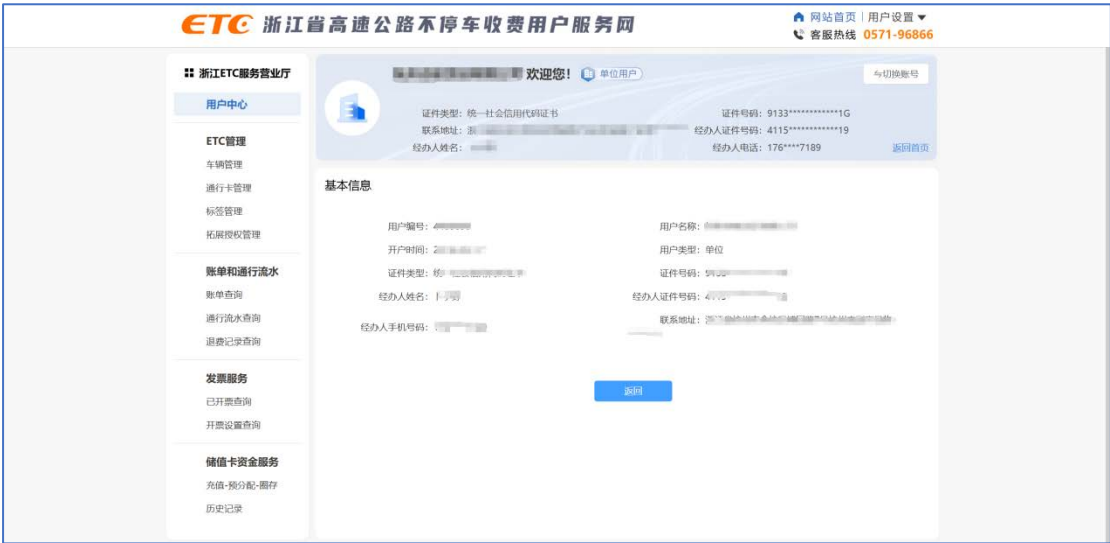 ETC 浙江省高速公路不停车收费用户服务网
网站首页 用户设置 ▼
客服热线 0571-96866
浙江ETC服务营业厅
用户中心
ETC管理
车辆管理
通行卡管理
标签管理
拓展授权管理
账单和通行流水
账单查询
通行流水查询
退费记录查询
发票服务
已开票查询
开票设置查询
储值卡资金服务
充值-预分配-圈存
历史记录
欢迎您! 单位用户
切换账号
证件类型: 统一社会信用代码证书
证件号码: 9133************1G
联系地址: 浙
经办人证件号码: 4115************19
经办人姓名:
经办人电话: 176****7189
返回首页
基本信息
用户编号:
用户名称:
开户时间: 2
用户类型: 单位
证件类型: 统
证件号码:
经办人姓名:
经办人证件号码:
经办人手机号码:
联系地址:
返回